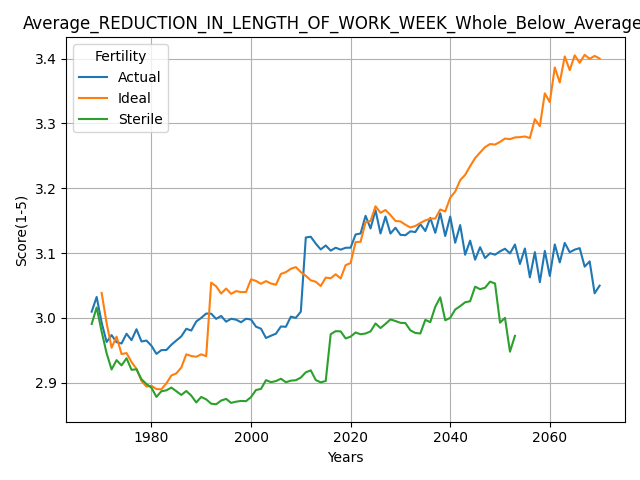 Average_REDUCTION_IN_LENGTH_OF_WORK_WEEK_Whole_Below_Average
Fertility
Actual
Ideal
Sterile
Score(1-5)
3.4
3.3
3.2
3.1
3.0
2.9
1980 2000 2020 2040 2060
Years